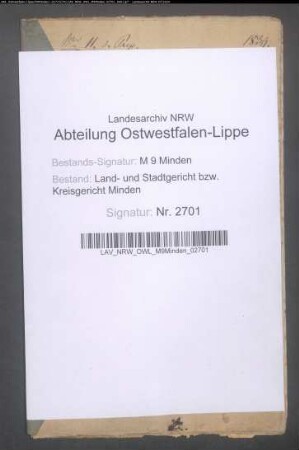 Landesarchiv NRW
Abteilung Ostwestfalen-Lippe
Bestands-Signatur: M 9 Minden
Bestand: Land- und Stadtgericht bzw.
Kreisgericht Minden
Signatur: Nr. 2701
LAV_NRW_OWL_M9Minden_02701